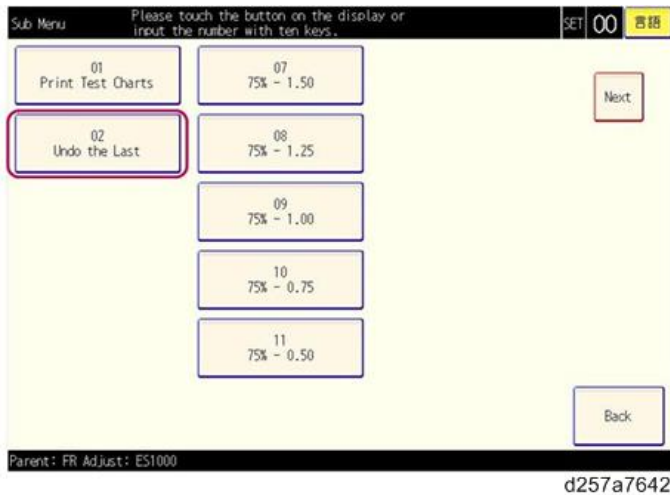 Sub Menu
Please touch the button on the display or
input the number with ten keys.
SET 00 言語
01
Print Test Charts
02
Undo the Last
07
75% - 1.50
08
75% - 1.25
09
75% - 1.00
10
75% - 0.75
11
75% - 0.50
Next
Back
Parent: FR Adjust: ES1000
d257a7642